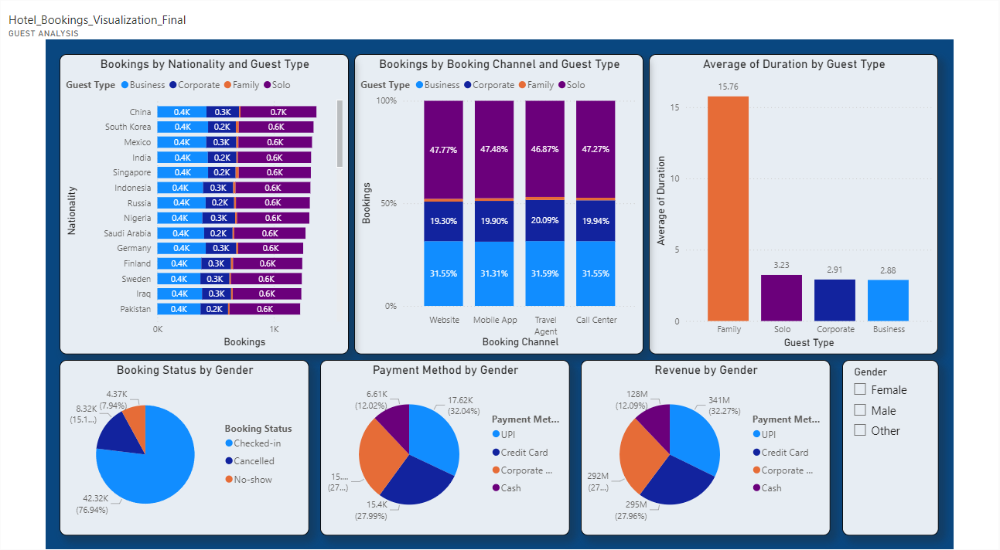 Hotel_Bookings_Visualization_Final
GUEST ANALYSIS
Bookings by Nationality and Guest Type
Guest Type Business Corporate Family Solo
Nationality
China 0.4K 0.3K 0.7K
South Korea 0.4K 0.2K 0.6K
Mexico 0.4K 0.3K 0.6K
India 0.4K 0.2K 0.6K
Singapore 0.4K 0.2K 0.6K
Indonesia 0.4K 0.3K 0.6K
Russia 0.4K 0.2K 0.6K
Nigeria 0.4K 0.3K 0.6K
Saudi Arabia 0.4K 0.2K 0.6K
Germany 0.4K 0.3K 0.6K
Finland 0.4K 0.3K 0.6K
Sweden 0.4K 0.3K 0.6K
Iraq 0.4K 0.3K 0.6K
Pakistan 0.4K 0.2K 0.6K
0K 1K
Bookings
Bookings by Booking Channel and Guest Type
Guest Type Business Corporate Family Solo
Bookings
100%
47.77% 47.48% 46.87% 47.27%
50%
19.30% 19.90% 20.09% 19.94%
31.55% 31.31% 31.59% 31.55%
0%
Website Mobile App Travel Call Center
Agent
Booking Channel
Average of Duration by Guest Type
Average of Duration
15.76
15
10
5
3.23 2.91 2.88
0
Family Solo Corporate Business
Guest Type
Booking Status by Gender
4.37K
(7.94%)
8.32K
(15.1...)
42.32K
(76.94%)
Booking Status
Checked-in
Cancelled
No-show
Payment Method by Gender
6.61K
(12.02%)
17.62K
(32.04%)
15....
(27...)
15.4K
(27.99%)
Payment Met...
UPI
Credit Card
Corporate ...
Cash
Revenue by Gender
128M
(12.09%)
341M
(32.27%)
292M
(27...)
295M
(27.96%)
Payment Met...
UPI
Credit Card
Corporate ...
Cash
Gender
Female
Male
Other